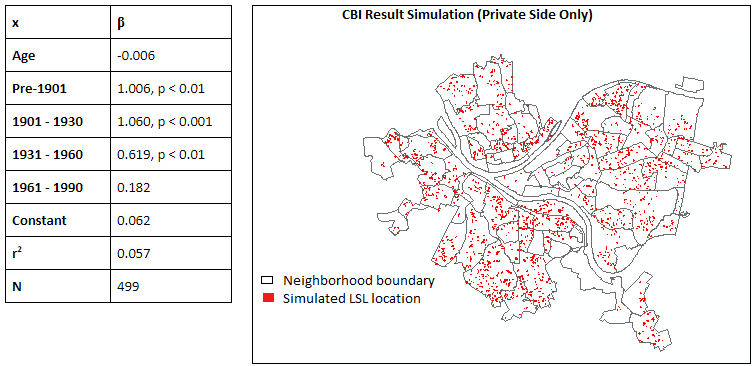 x β
Age -0.006
Pre-1901 1.006, p < 0.01
1901 - 1930 1.060, p < 0.001
1931 - 1960 0.619, p < 0.01
1961 - 1990 0.182
Constant 0.062
r² 0.057
N 499
CBI Result Simulation (Private Side Only)
Neighborhood boundary
Simulated LSL location